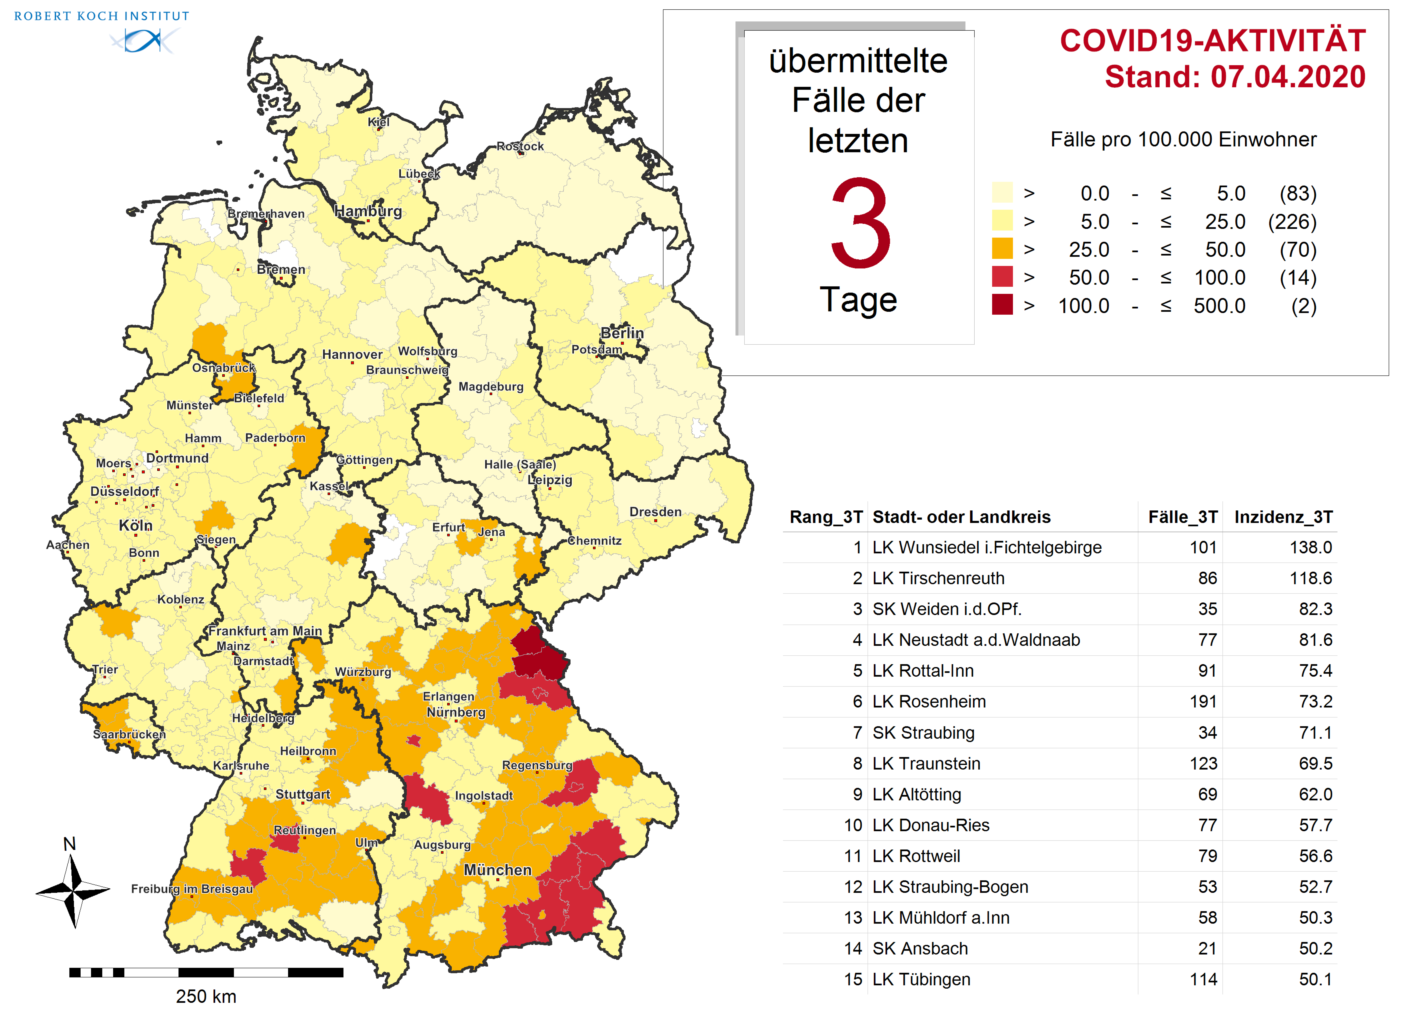 ROBERT KOCH INSTITUT
übermittelte
Fälle der
letzten
3
Tage
COVID19-AKTIVITÄT
Stand: 07.04.2020
Fälle pro 100.000 Einwohner
> 0.0 - ≤ 5.0 (83)
> 5.0 - ≤ 25.0 (226)
> 25.0 - ≤ 50.0 (70)
> 50.0 - ≤ 100.0 (14)
> 100.0 - ≤ 500.0 (2)
Kiel
Rostock
Lübeck
Hamburg
Bremerhaven
Bremen
Berlin
Potsdam
Hannover
Wolfsburg
Braunschweig
Osnabrück
Magdeburg
Münster
Bielefeld
Hamm
Paderborn
Moers
Dortmund
Göttingen
Halle (Saale)
Leipzig
Düsseldorf
Kassel
Dresden
Köln
Siegen
Erfurt
Jena
Chemnitz
Aachen
Bonn
Koblenz
Frankfurt am Main
Mainz
Darmstadt
Trier
Würzburg
Erlangen
Nürnberg
Heidelberg
Saarbrücken
Heilbronn
Karlsruhe
Regensburg
Stuttgart
Ingolstadt
Reutlingen
Ulm
Augsburg
München
Freiburg im Breisgau
N
250 km
Rang_3T Stadt- oder Landkreis Fälle_3T Inzidenz_3T
1 LK Wunsiedel i.Fichtelgebirge 101 138.0
2 LK Tirschenreuth 86 118.6
3 SK Weiden i.d.OPf. 35 82.3
4 LK Neustadt a.d.Waldnaab 77 81.6
5 LK Rottal-Inn 91 75.4
6 LK Rosenheim 191 73.2
7 SK Straubing 34 71.1
8 LK Traunstein 123 69.5
9 LK Altötting 69 62.0
10 LK Donau-Ries 77 57.7
11 LK Rottweil 79 56.6
12 LK Straubing-Bogen 53 52.7
13 LK Mühldorf a.Inn 58 50.3
14 SK Ansbach 21 50.2
15 LK Tübingen 114 50.1